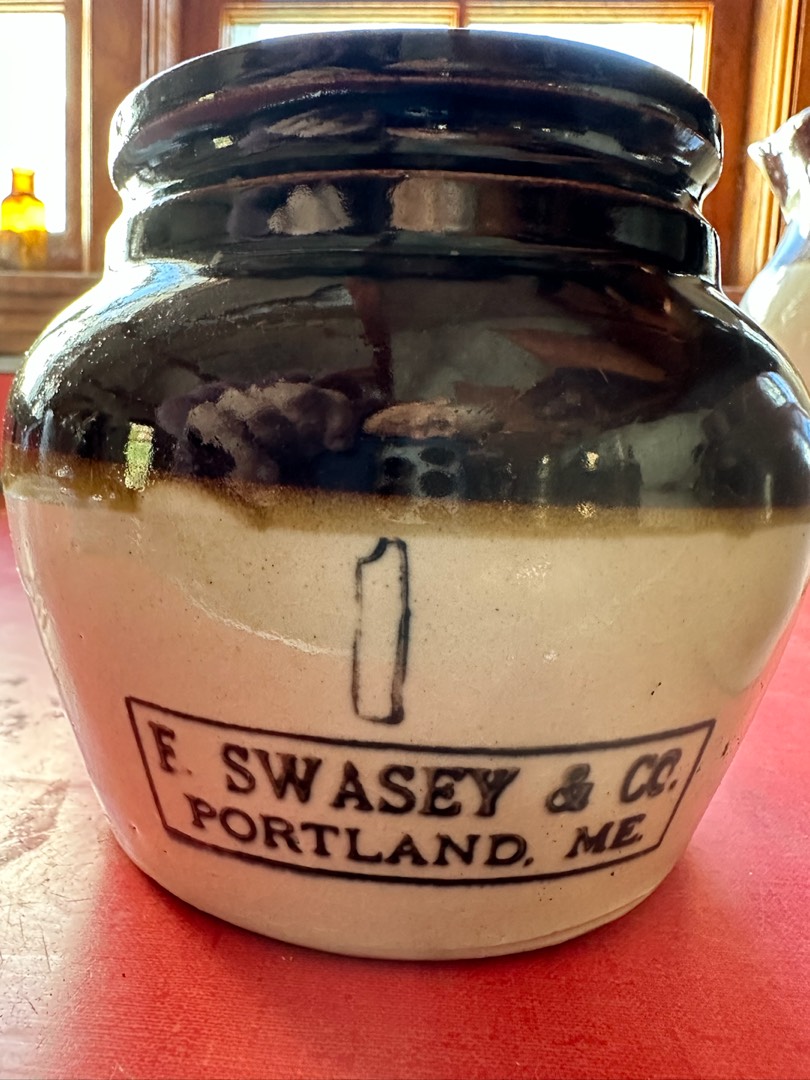 1
E. SWASEY & CO.
PORTLAND, ME.